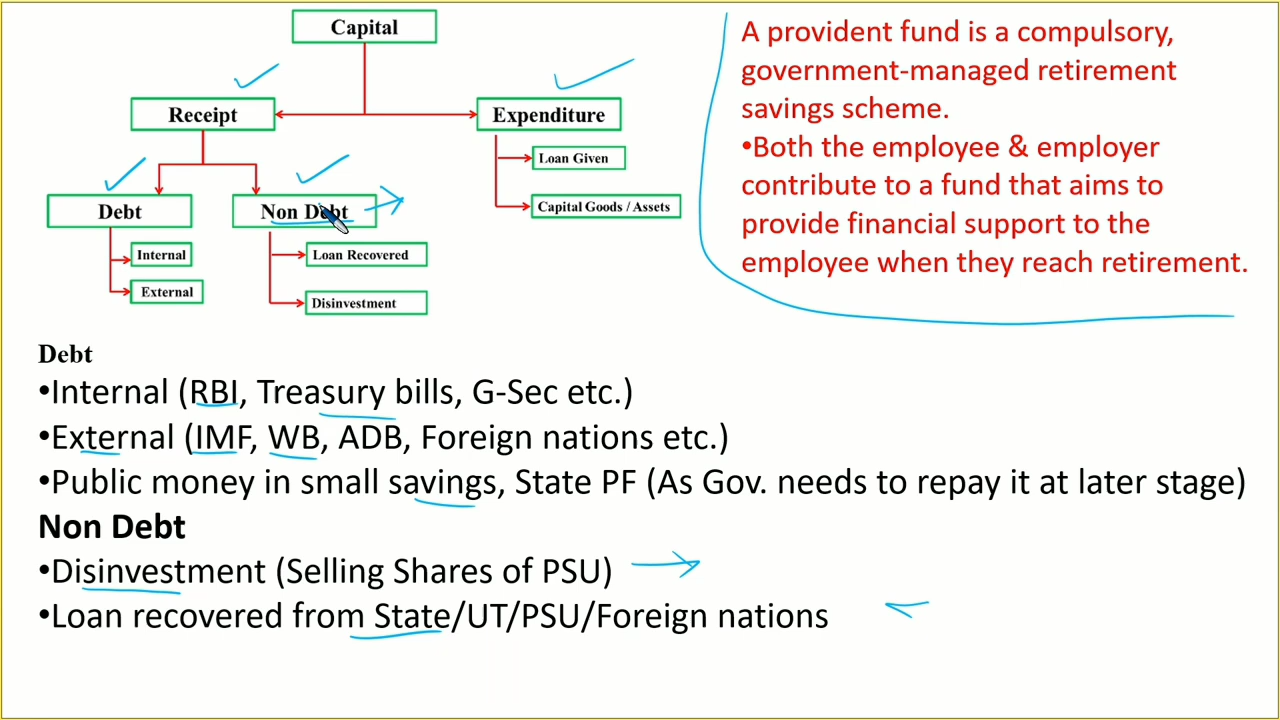 Capital
Receipt
Expenditure
Loan Given
Capital Goods / Assets
Debt
Non Debt
Internal
External
Loan Recovered
Disinvestment
A provident fund is a compulsory,
government-managed retirement
savings scheme.
•Both the employee & employer
contribute to a fund that aims to
provide financial support to the
employee when they reach retirement.
Debt
•Internal (RBI, Treasury bills, G-Sec etc.)
•External (IMF, WB, ADB, Foreign nations etc.)
•Public money in small savings, State PF (As Gov. needs to repay it at later stage)
Non Debt
•Disinvestment (Selling Shares of PSU)
•Loan recovered from State/UT/PSU/Foreign nations